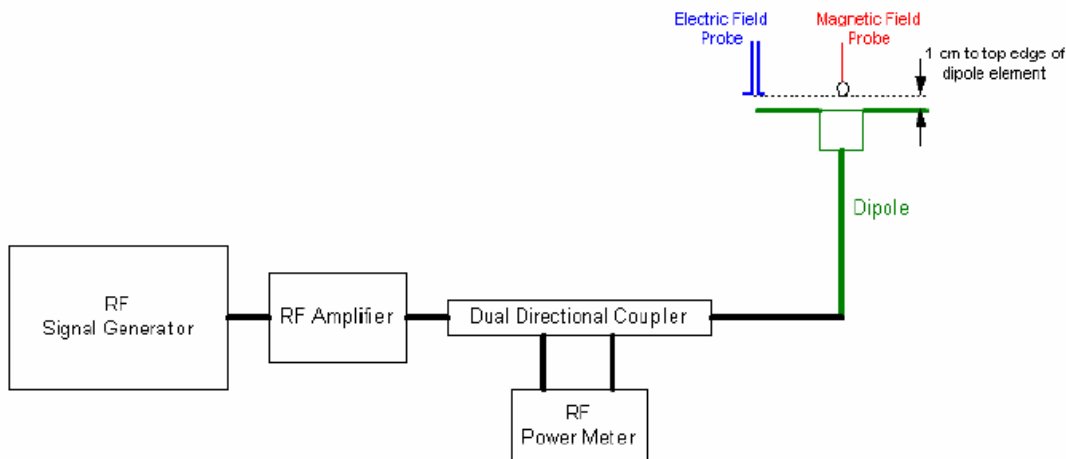 Electric Field
Probe
Magnetic Field
Probe
1 cm to top edge of
dipole element
Dipole
RF
Signal Generator
RF Amplifier
Dual Directional Coupler
RF
Power Meter